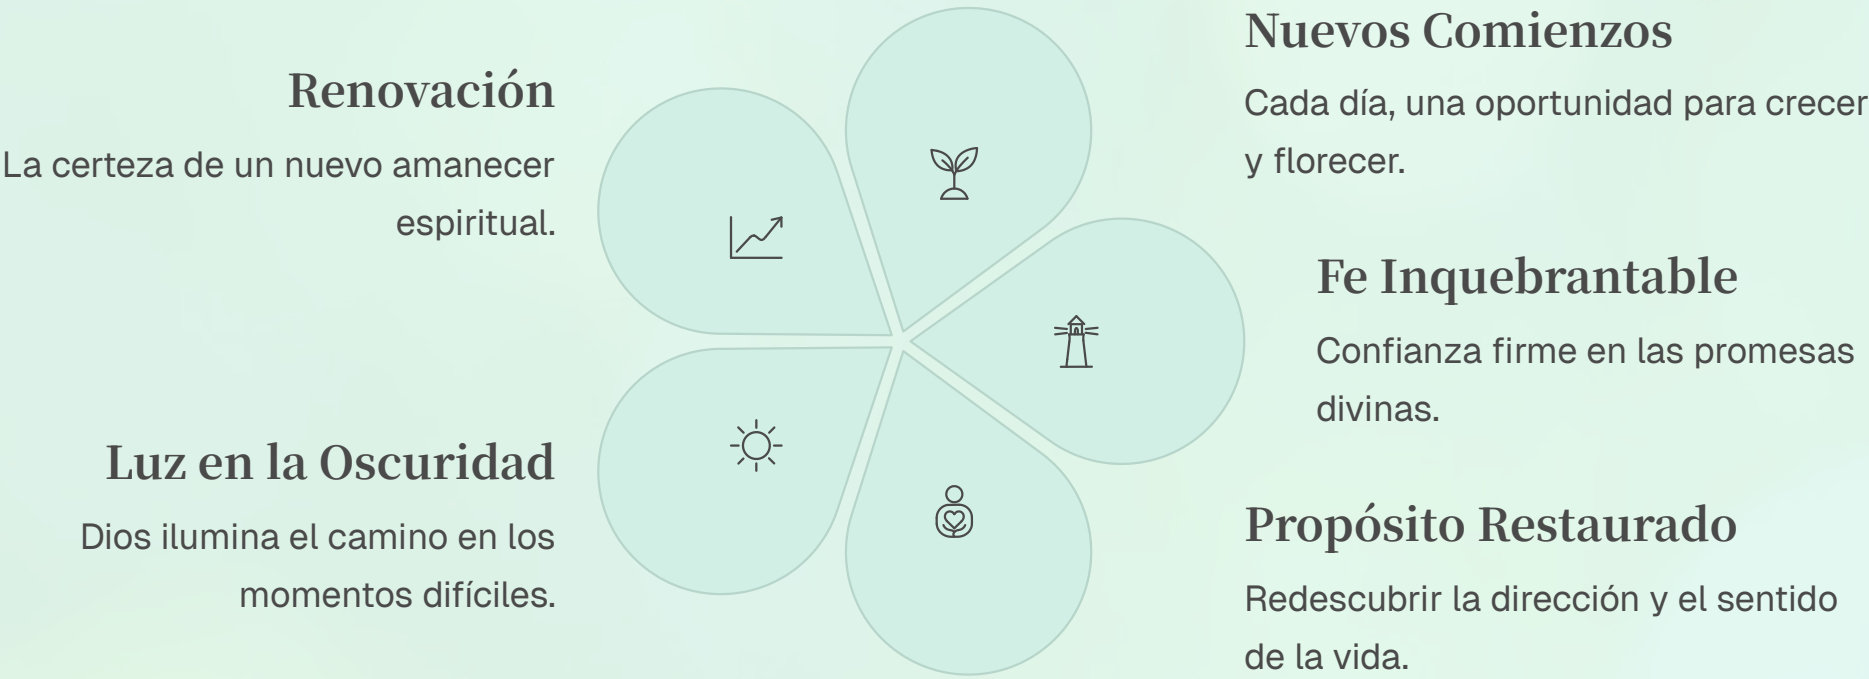 Renovación
La certeza de un nuevo amanecer
espiritual.
Luz en la Oscuridad
Dios ilumina el camino en los
momentos difíciles.
Nuevos Comienzos
Cada día, una oportunidad para crecer
y florecer.
Fe Inquebrantable
Confianza firme en las promesas
divinas.
Propósito Restaurado
Redescubrir la dirección y el sentido
de la vida.